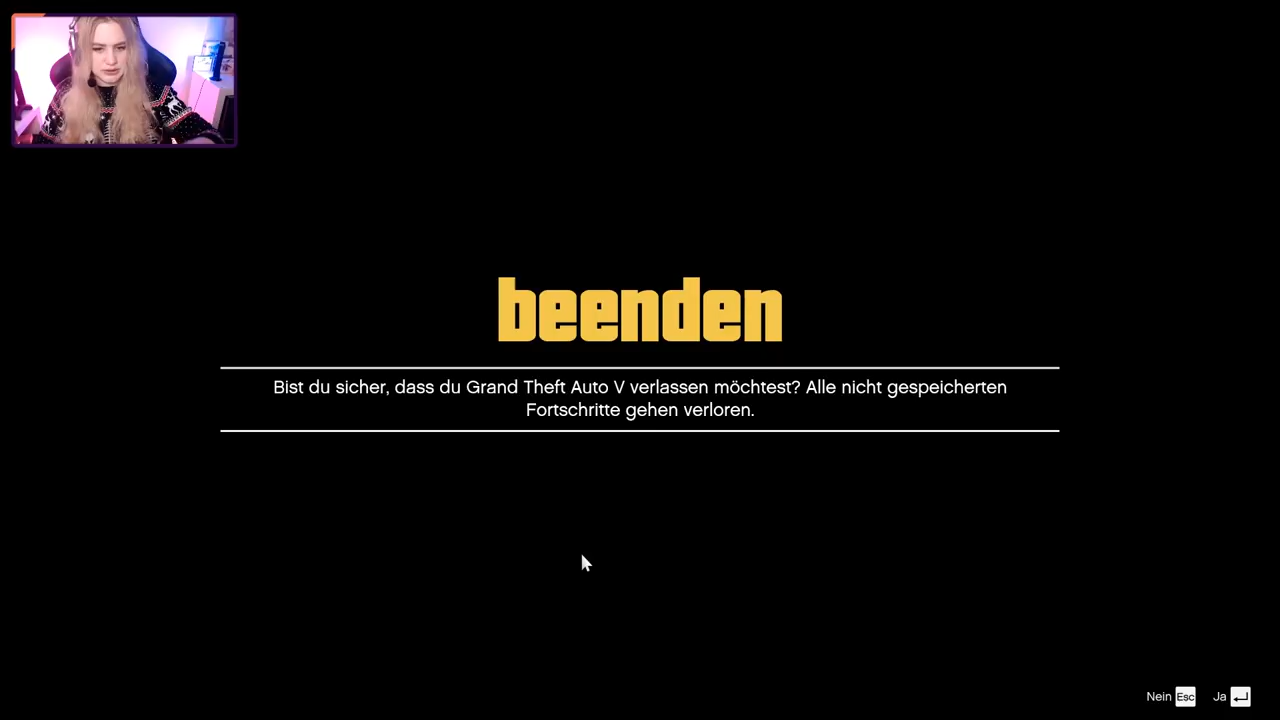 beenden
Bist du sicher, dass du Grand Theft Auto V verlassen möchtest? Alle nicht gespeicherten
Fortschritte gehen verloren.
Nein Esc Ja